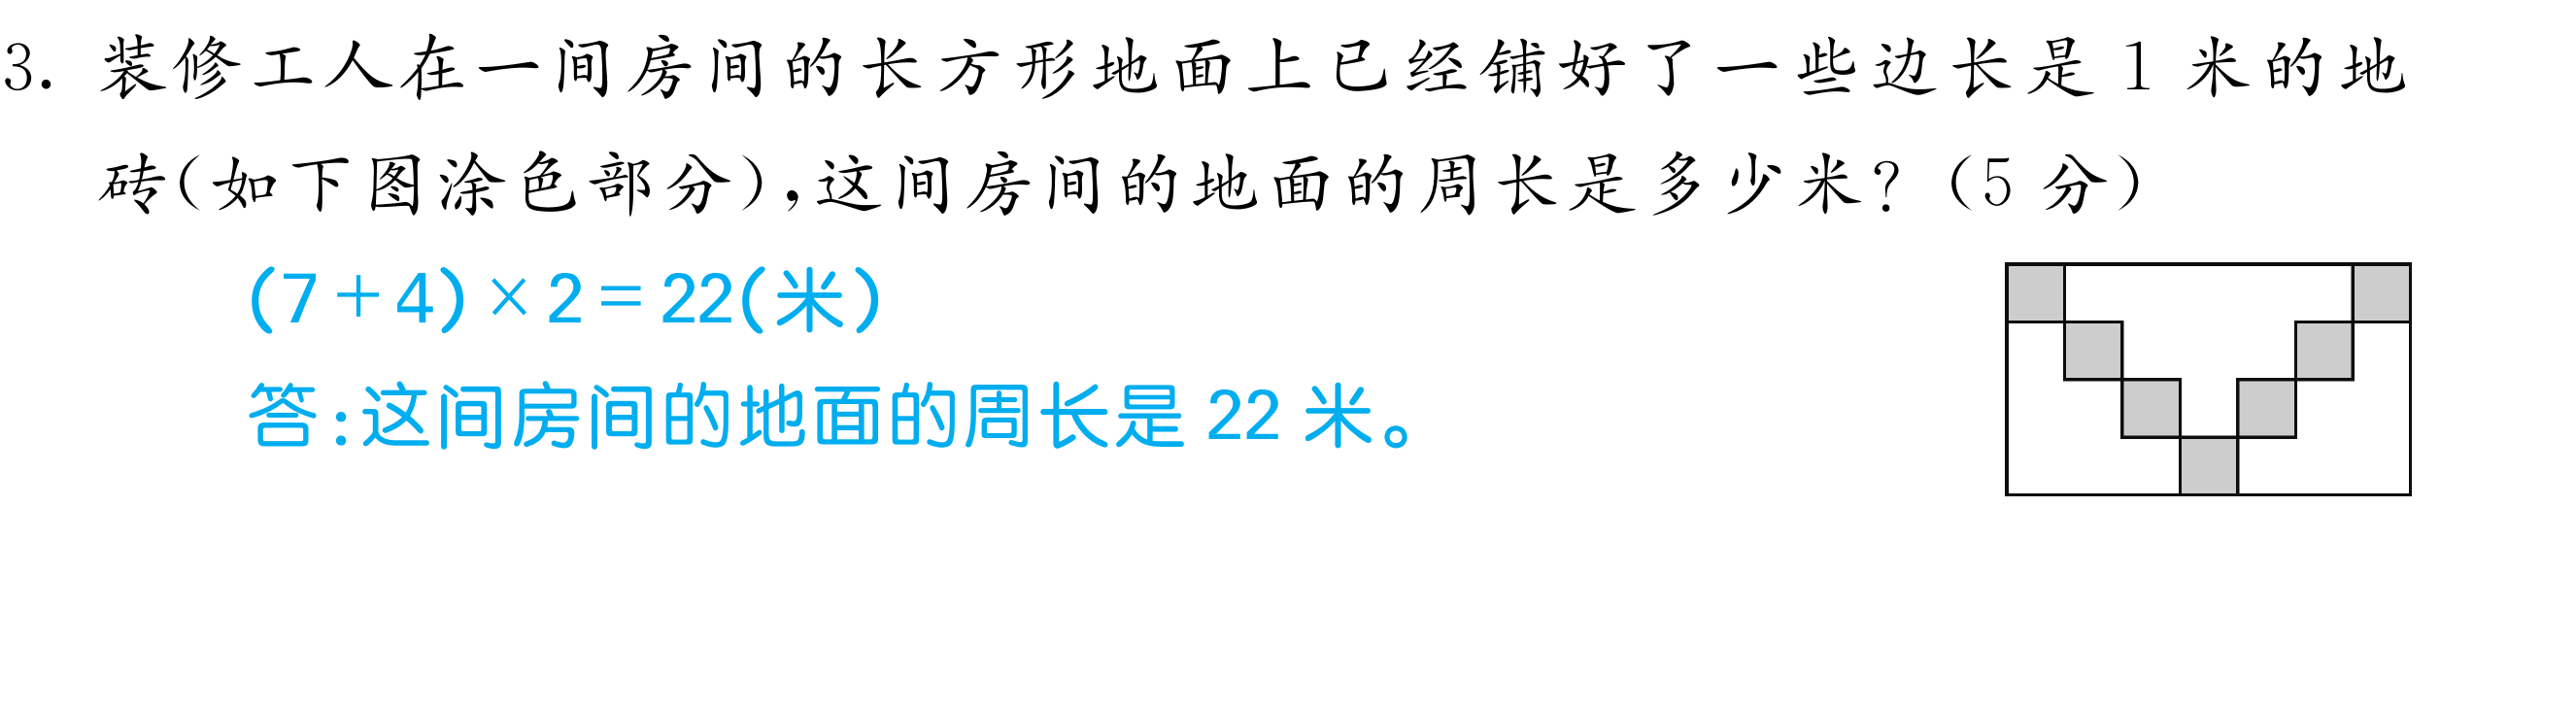 3. 装修工人在一间房间的长方形地面上已经铺好了一些边长是1米的地
砖(如下图涂色部分),这间房间的地面的周长是多少米?(5分)
(7+4)×2=22(米)
答:这间房间的地面的周长是22米。